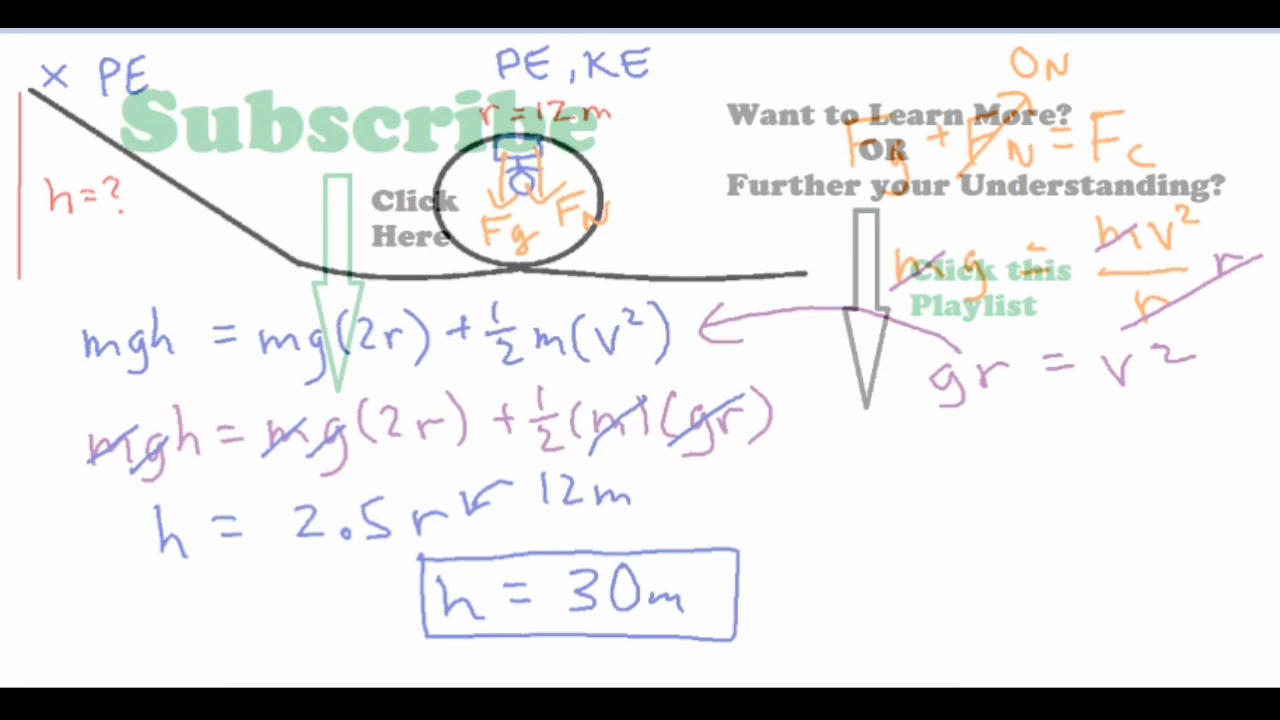 x PE
PE, KE
ON
Subscribe
r = 12 m
Want to Learn More?
OR
Further your Understanding?
Fg + FN = Fc
h = ?
Click
Here
Fg FN
mg = mv²
r
r
Click this
Playlist
mgh = mg(2r) + 1/2 m(v²)
gr = v²
mgh = mg(2r) + 1/2 (m)(gr)
h = 2.5r 12m
h = 30m